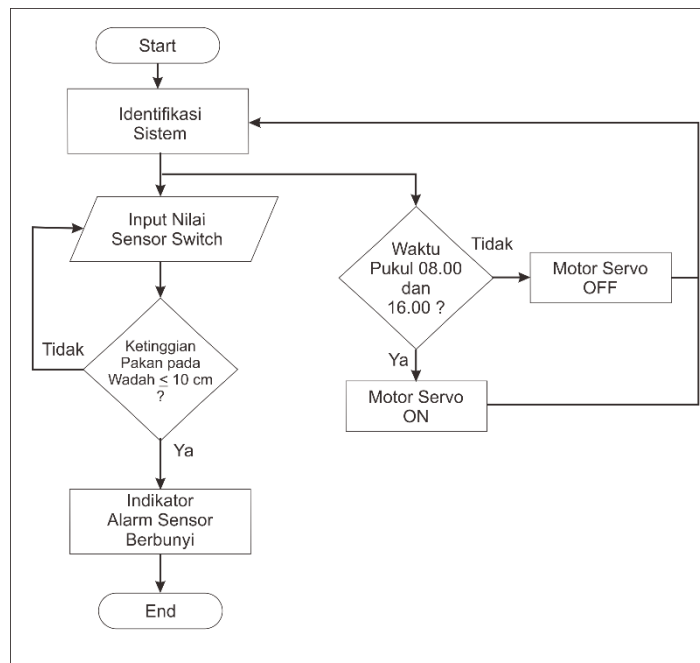 Start
Identifikasi
Sistem
Input Nilai
Sensor Switch
Waktu
Pukul 08.00
dan
16.00 ?
Tidak
Motor Servo
OFF
Ya
Motor Servo
ON
Tidak
Ketinggian
Pakan pada
Wadah ≤ 10 cm
?
Ya
Indikator
Alarm Sensor
Berbunyi
End